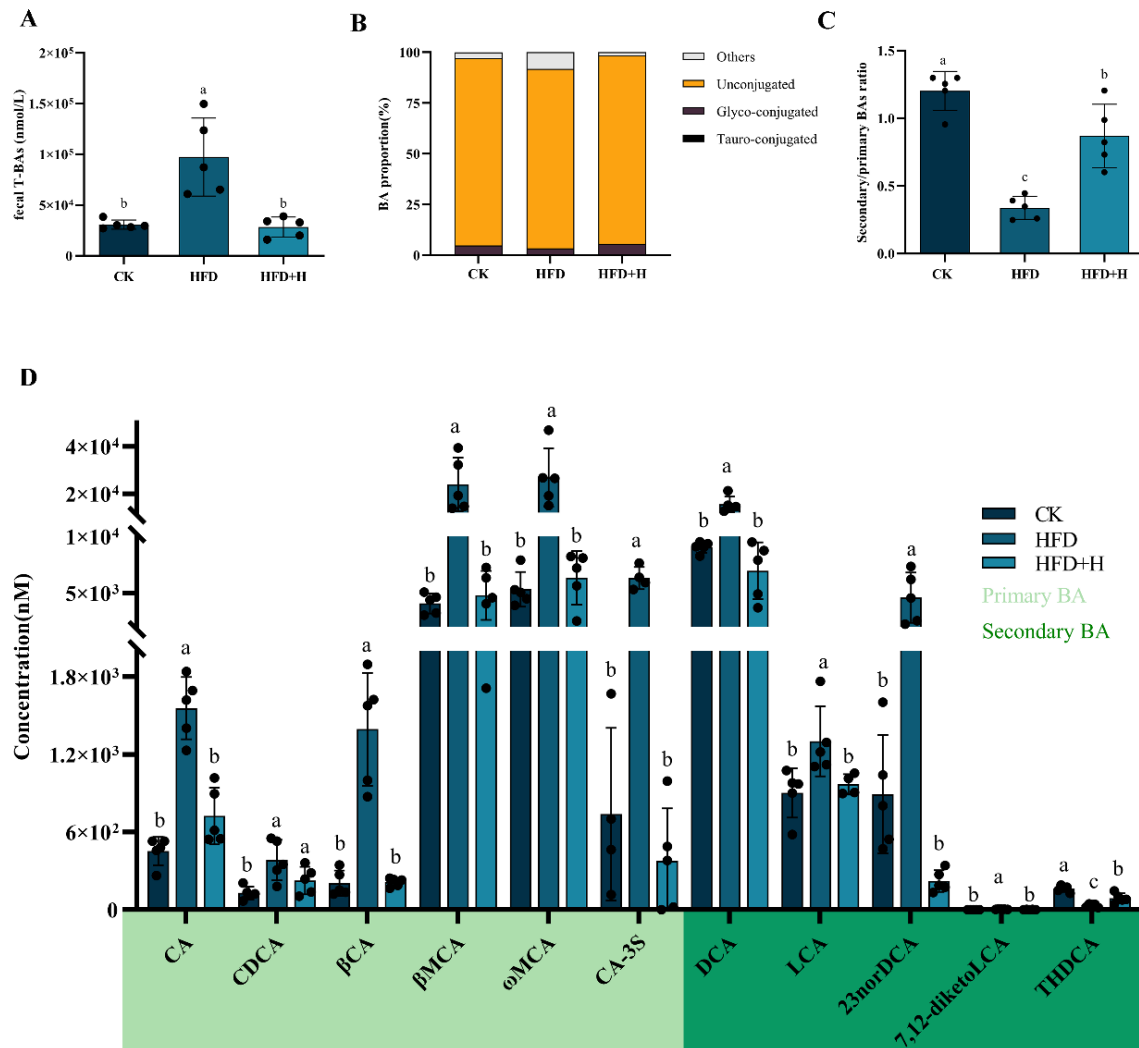 A
fecal T-BAs (nmol/L)
2×10⁵
1.5×10⁵
1×10⁵
5×10⁴
0
b
a
b
CK
HFD
HFD+H
B
BA proportion(%)
100
75
50
25
0
CK
HFD
HFD+H
Others
Unconjugated
Glyco-conjugated
Tauro-conjugated
C
Secondary/primary BAs ratio
1.5
1.0
0.5
0.0
a
c
b
CK
HFD
HFD+H
D
Concentration(nM)
4×10⁴
2×10⁴
1×10⁴
5×10³
1.8×10³
1.2×10³
6×10²
0
b a b
b a a
b a b
b a b
b a b
b a b
b a b
b a b
b a b
b a b
a c b
CK
HFD
HFD+H
Primary BA
Secondary BA
CA
CDCA
βCA
βMCA
ωMCA
CA-3S
DCA
LCA
23norDCA
7,12-diketoLCA
THDCA